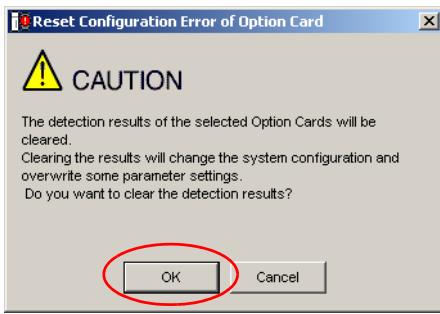 Reset Configuration Error of Option Card
CAUTION
The detection results of the selected Option Cards will be
cleared.
Clearing the results will change the system configuration and
overwrite some parameter settings.
Do you want to clear the detection results?
OK Cancel